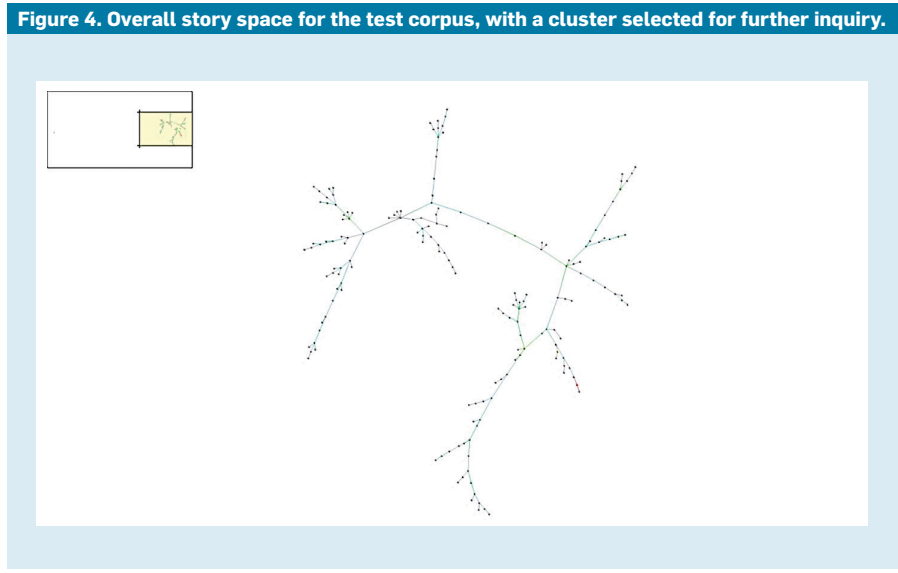 Figure 4. Overall story space for the test corpus, with a cluster selected for further inquiry.